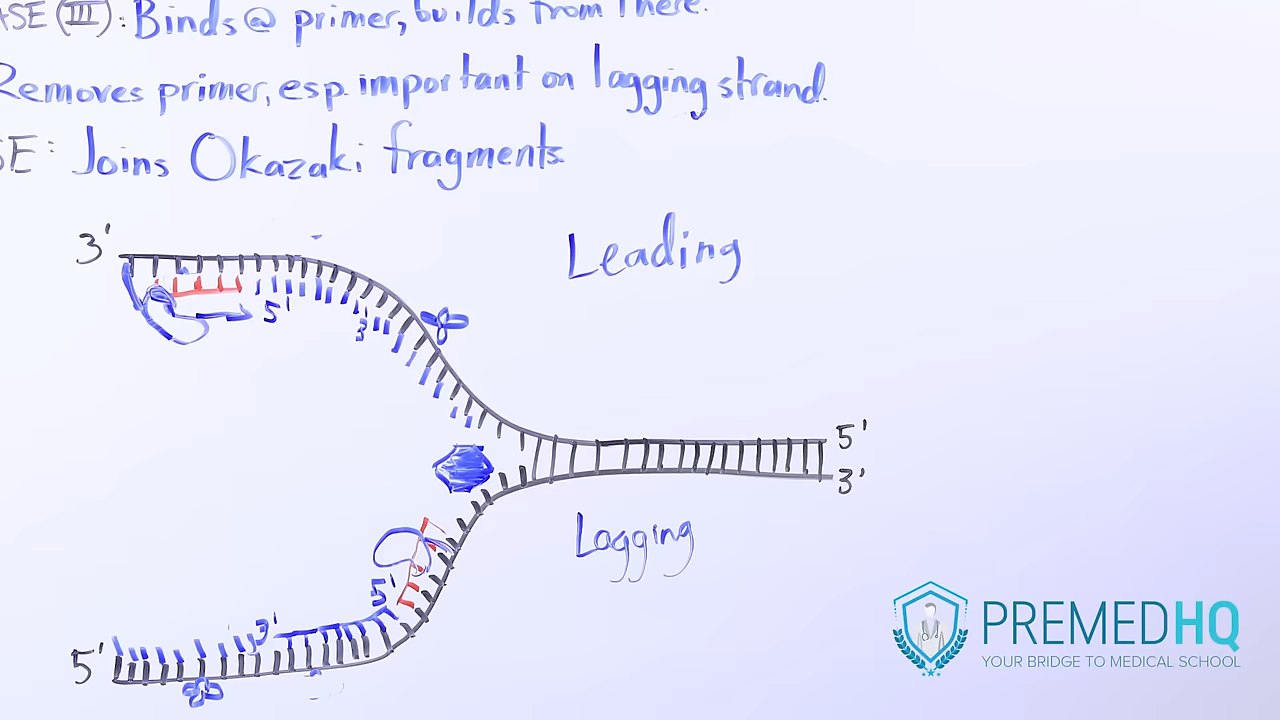 ASE (III): Binds @ primer, builds from there.
Removes primer, esp. important on lagging strand.
SE: Joins Okazaki fragments
3'
Leading
5'
3'
5'
3'
Lagging
5'
3'
5'
PREMEDHQ
YOUR BRIDGE TO MEDICAL SCHOOL